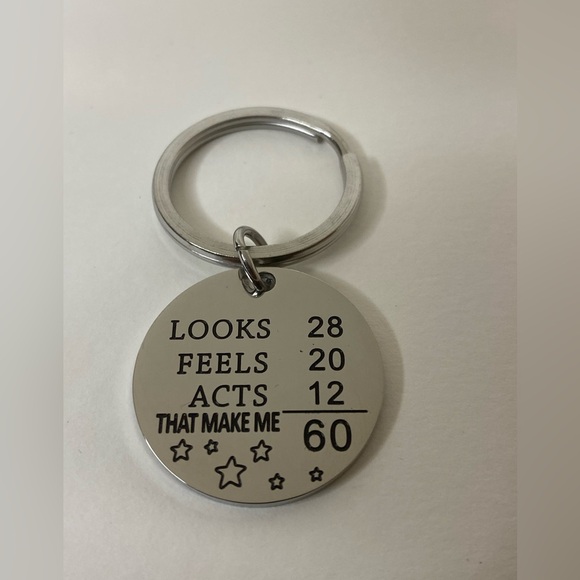 LOOKS 28
FEELS 20
ACTS 12
THAT MAKE ME 60